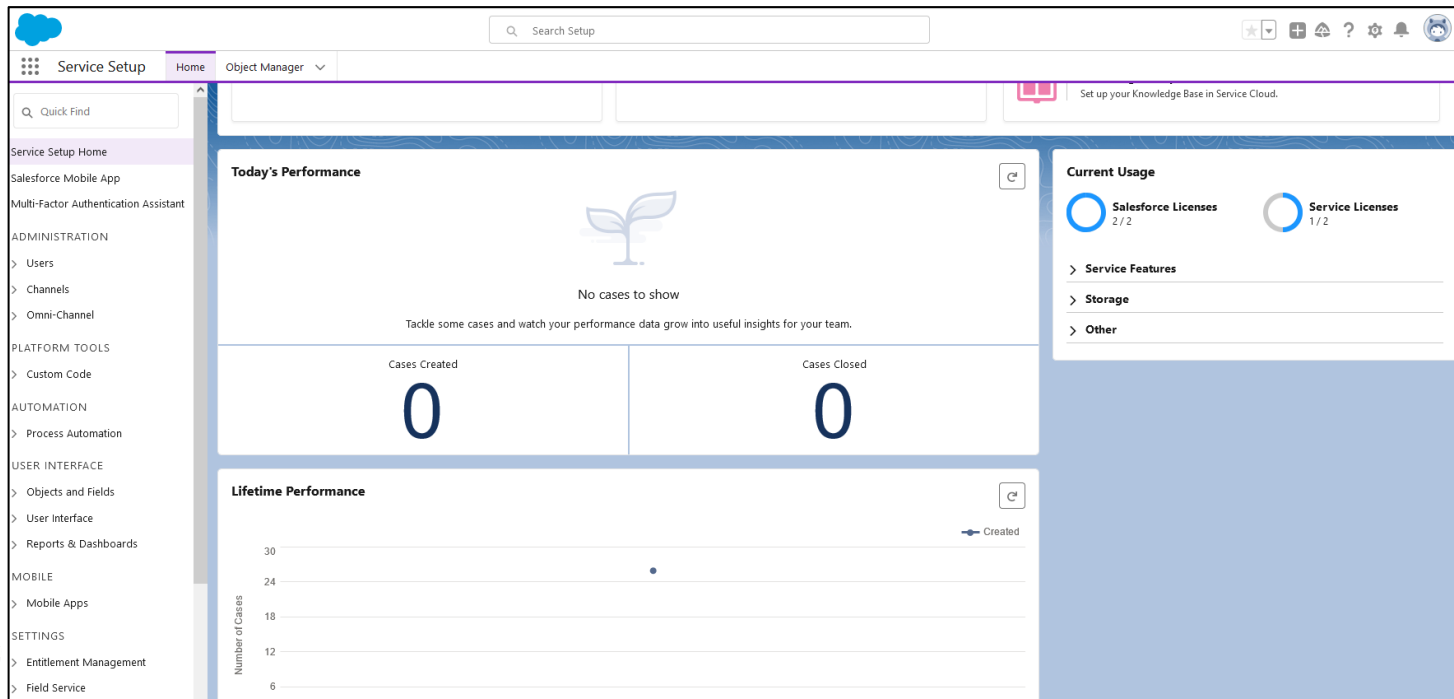 Search Setup
Service Setup
Home
Object Manager
Quick Find
Service Setup Home
Salesforce Mobile App
Multi-Factor Authentication Assistant
ADMINISTRATION
Users
Channels
Omni-Channel
PLATFORM TOOLS
Custom Code
AUTOMATION
Process Automation
USER INTERFACE
Objects and Fields
User Interface
Reports & Dashboards
MOBILE
Mobile Apps
SETTINGS
Entitlement Management
Field Service
Set up your Knowledge Base in Service Cloud.
Today's Performance
No cases to show
Tackle some cases and watch your performance data grow into useful insights for your team.
Cases Created
0
Cases Closed
0
Lifetime Performance
Created
30
24
18
12
6
Number of Cases
Current Usage
Salesforce Licenses
2 / 2
Service Licenses
1 / 2
Service Features
Storage
Other